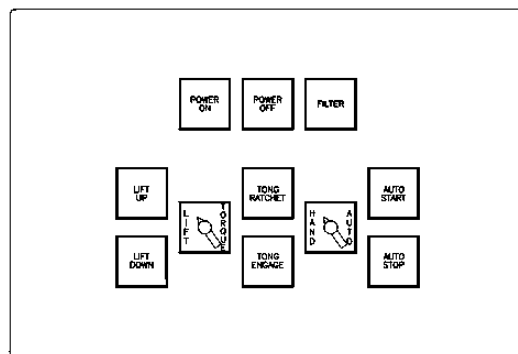 POWER
ON
POWER
OFF
FILTER
LIFT
UP
TONG
RATCHET
AUTO
START
LIFT
TORQUE
HAND
AUTO
LIFT
DOWN
TONG
ENGAGE
AUTO
STOP